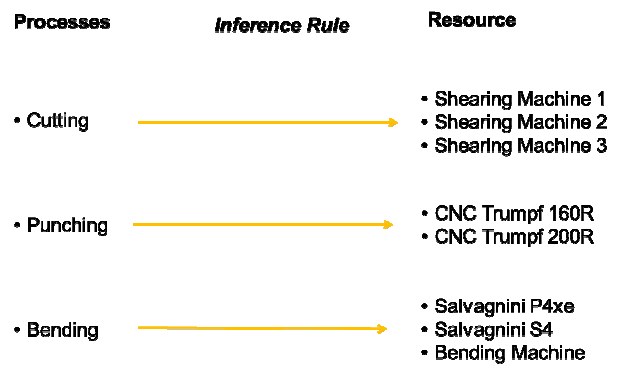 Processes
Inference Rule
Resource
• Cutting
• Shearing Machine 1
• Shearing Machine 2
• Shearing Machine 3
• Punching
• CNC Trumpf 160R
• CNC Trumpf 200R
• Bending
• Salvagnini P4xe
• Salvagnini S4
• Bending Machine